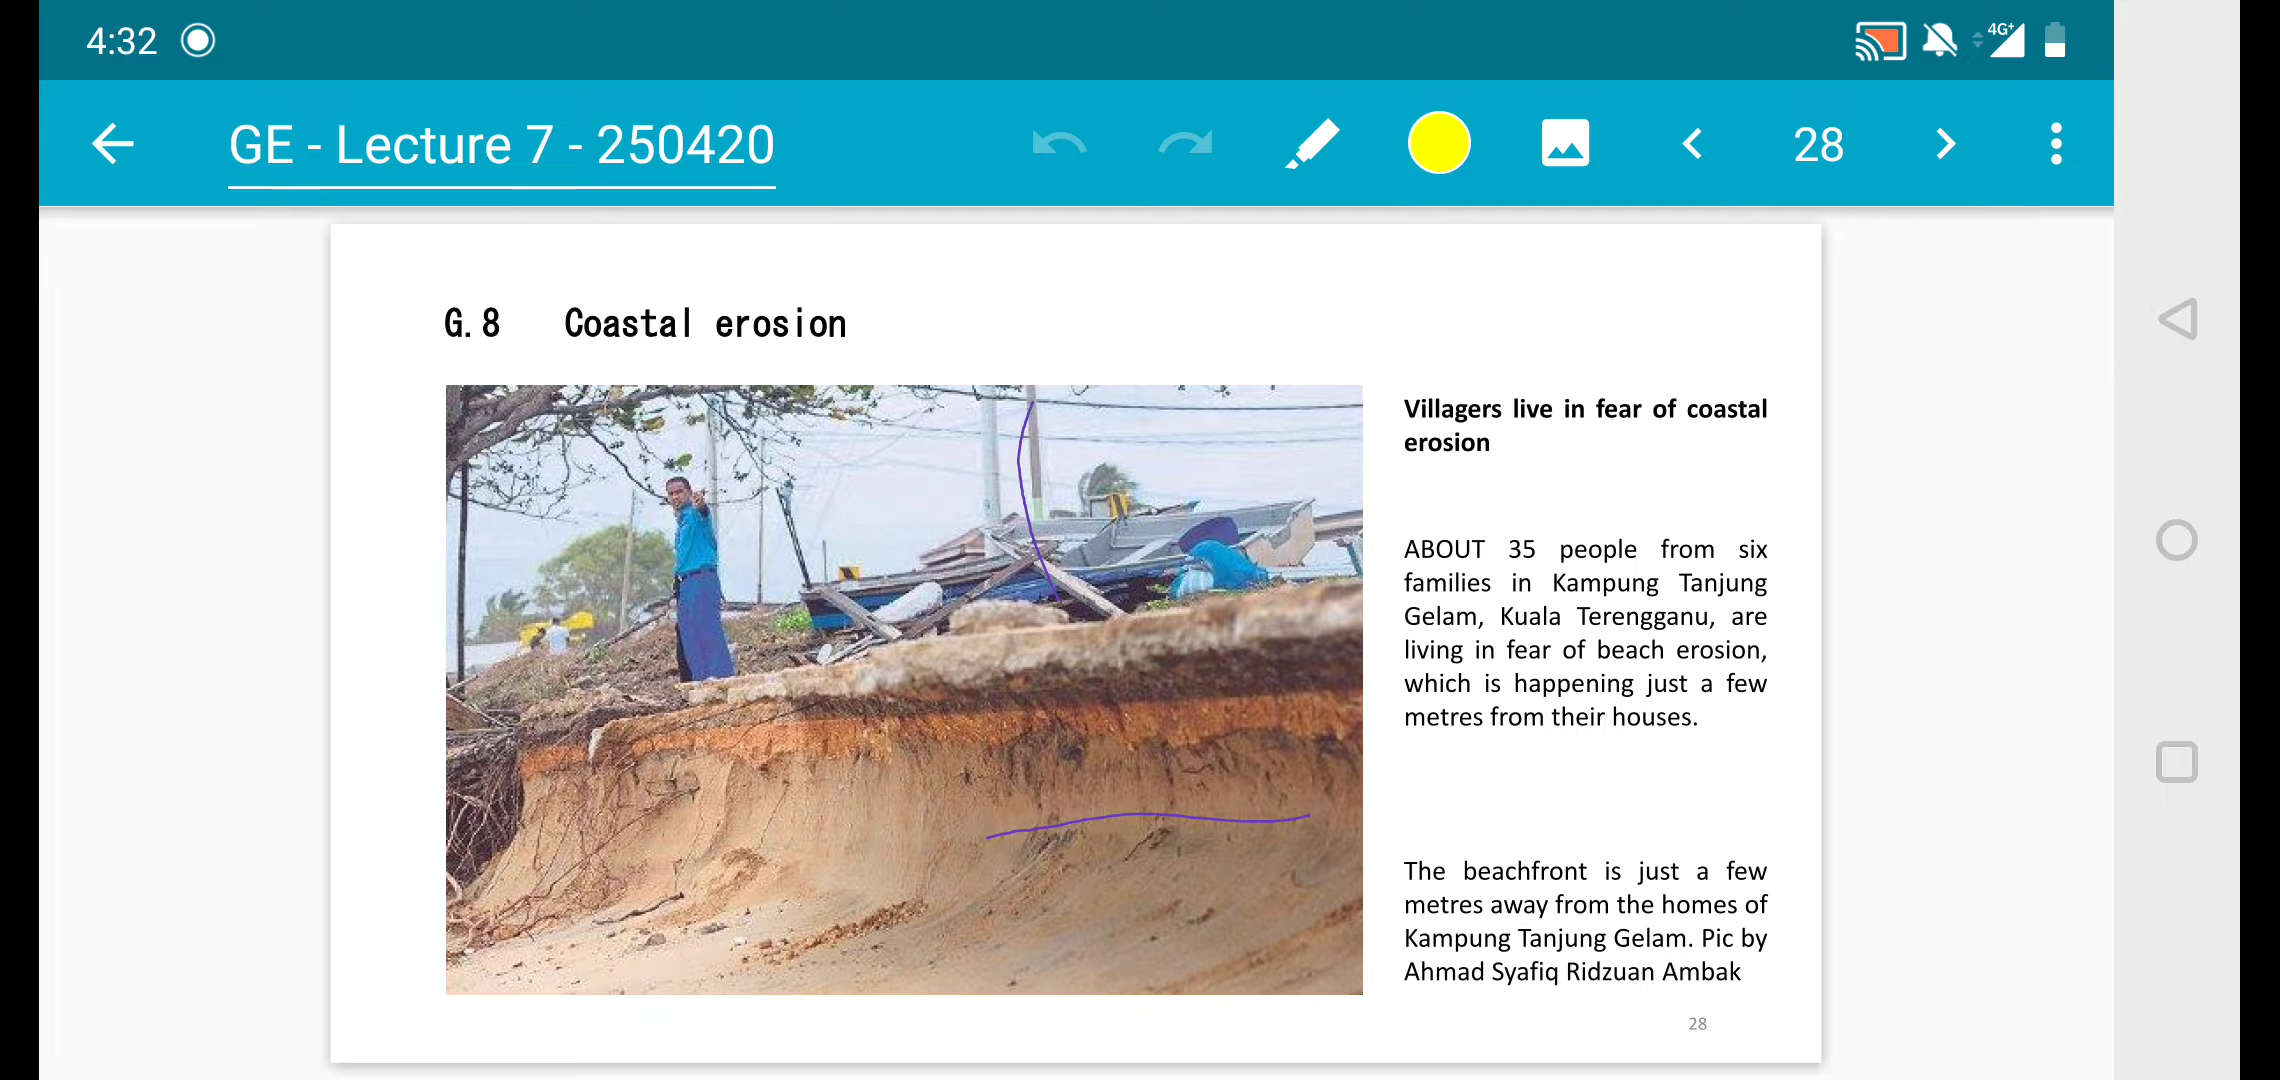 4:32
4G+
GE - Lecture 7 - 250420
28
G.8 Coastal erosion
Villagers live in fear of coastal
erosion
ABOUT 35 people from six
families in Kampung Tanjung
Gelam, Kuala Terengganu, are
living in fear of beach erosion,
which is happening just a few
metres from their houses.
The beachfront is just a few
metres away from the homes of
Kampung Tanjung Gelam. Pic by
Ahmad Syafiq Ridzuan Ambak
28